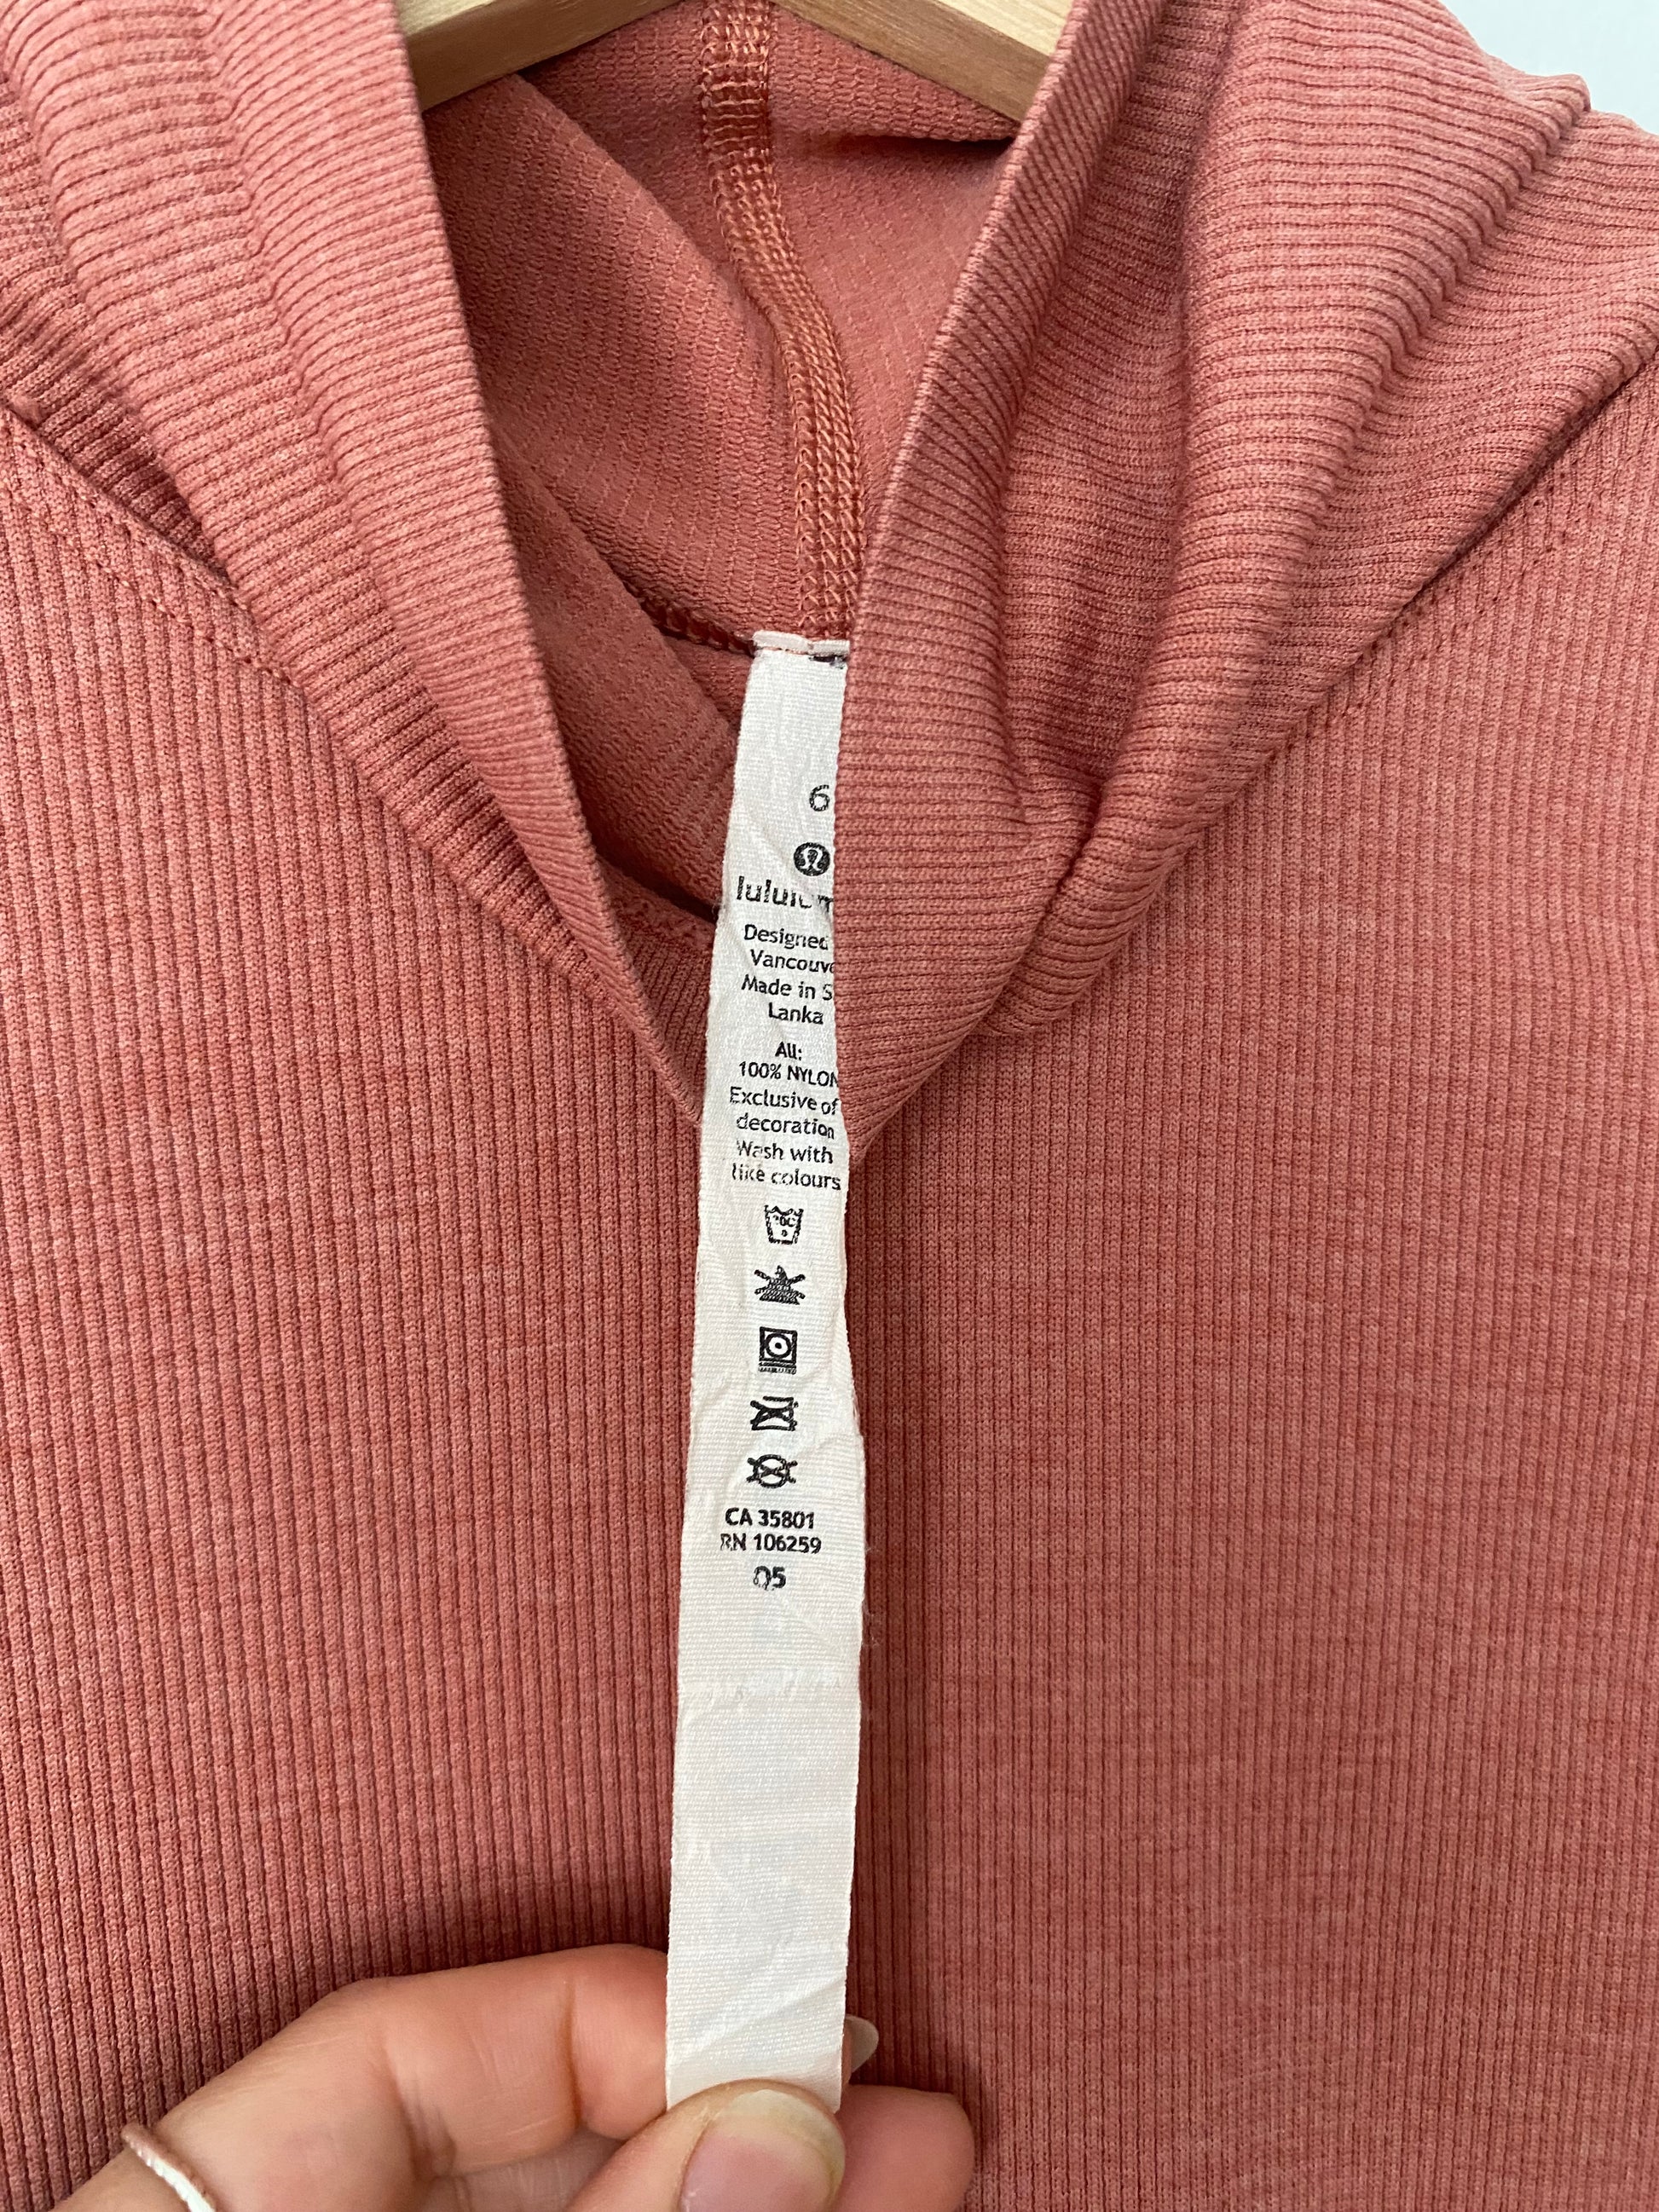 6
Designed
Vancouve
Made in S
Lanka
All:
100% NYLON
Exclusive of
decoration
Wash with
like colours
CA 35801
RN 106259
05